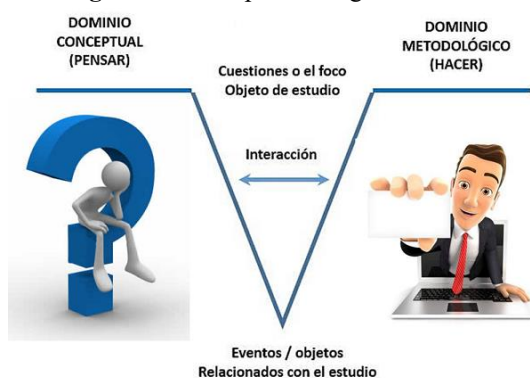 DOMINIO
CONCEPTUAL
(PENSAR)
DOMINIO
METODOLÓGICO
(HACER)
Cuestiones o el foco
Objeto de estudio
Interacción
Eventos / objetos
Relacionados con el estudio